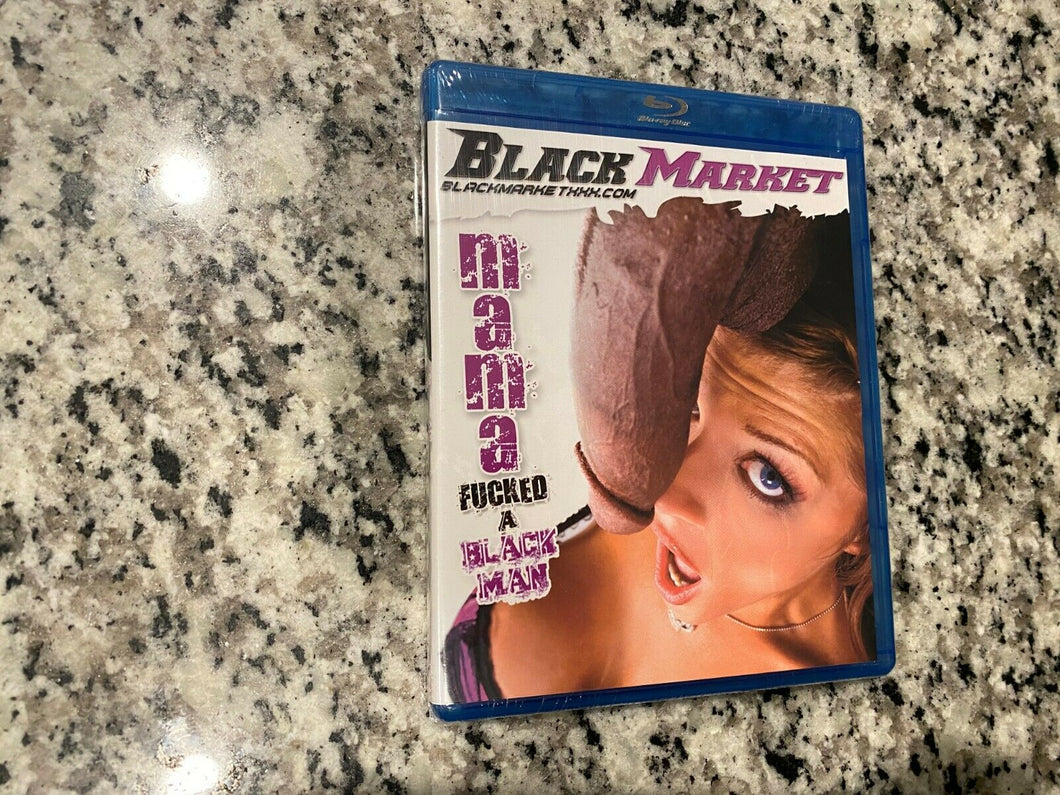 Blu-ray Disc
BLACK MARKET
BLACKMARKETXXX.COM
mama
FUCKED
A
BLACK
MAN